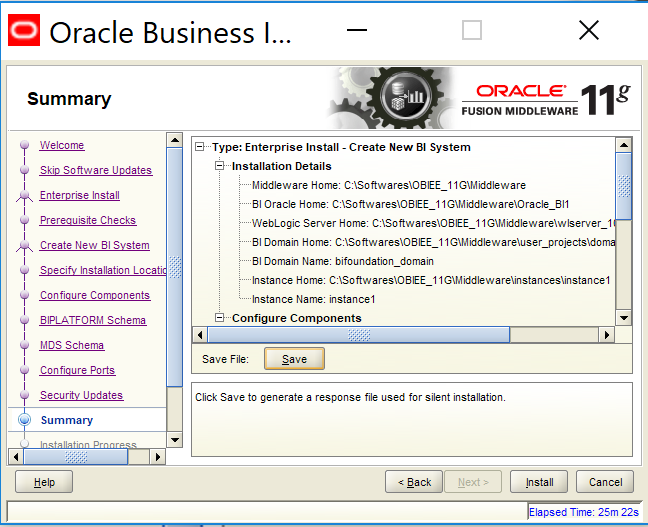 Oracle Business I...
Summary
ORACLE
FUSION MIDDLEWARE 11g
Welcome
Skip Software Updates
Enterprise Install
Prerequisite Checks
Create New BI System
Specify Installation Locatio
Configure Components
BIPLATFORM Schema
MDS Schema
Configure Ports
Security Updates
Summary
Installation Progress
Type: Enterprise Install - Create New BI System
Installation Details
Middleware Home: C:\Softwares\OBIEE_11G\Middleware
BI Oracle Home: C:\Softwares\OBIEE_11G\Middleware\Oracle_BI1
WebLogic Server Home: C:\Softwares\OBIEE_11G\Middleware\wlserver_10
BI Domain Home: C:\Softwares\OBIEE_11G\Middleware\user_projects\doma
BI Domain Name: bifoundation_domain
Instance Home: C:\Softwares\OBIEE_11G\Middleware\instances\instance1
Instance Name: instance1
Configure Components
Save File: Save
Click Save to generate a response file used for silent installation.
Help < Back Next > Install Cancel
Elapsed Time: 25m 22s